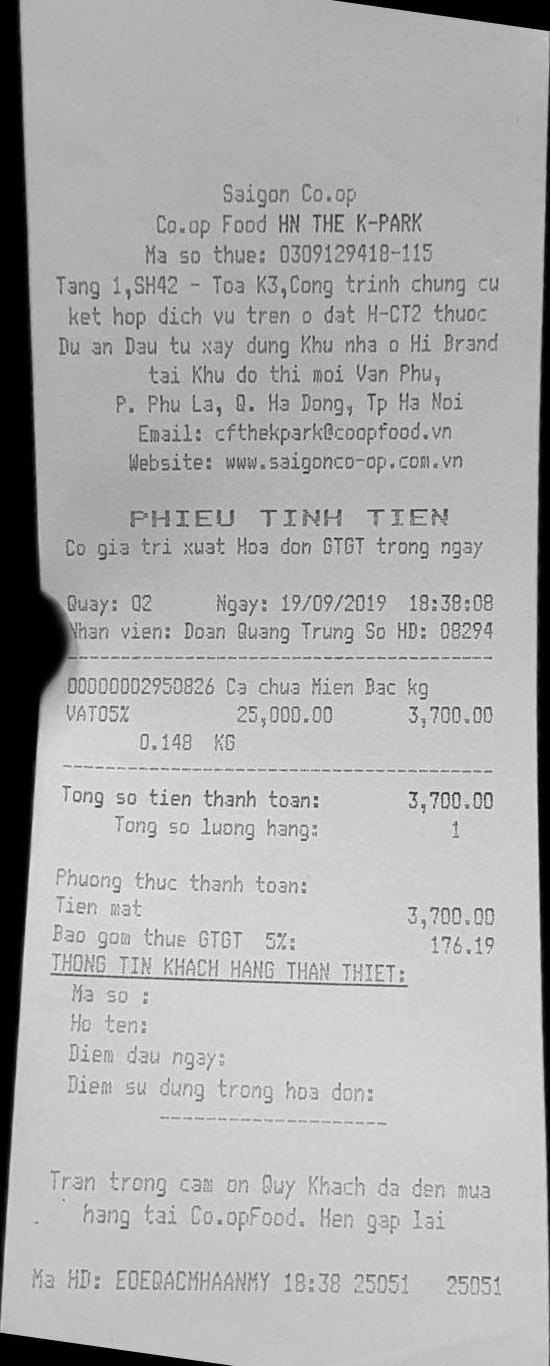 Saigon Co.op
Co.op Food HN THE K-PARK
Ma so thue: 0309129418-115
Tang 1,SH42 - Toa K3,Cong trinh chung cu
ket hop dich vu tren o dat H-CT2 thuoc
Du an Dau tu xay dung Khu nha o Hi Brand
tai Khu do thi moi Van Phu,
P. Phu La, Q. Ha Dong, Tp Ha Noi
Email: cfthekpark@coopfood.vn
Website: www.saigonco-op.com.vn
PHIEU TINH TIEN
Co gia tri xuat Hoa don GTGT trong ngay
Quay: 02 Ngay: 19/09/2019 18:38:08
Nhan vien: Doan Quang Trung So HD: 08294
00000002950826 Ca chua Mien Bac kg
VAT05% 25,000.00 3,700.00
0.148 KG
Tong so tien thanh toan: 3,700.00
Tong so luong hang: 1
Phuong thuc thanh toan:
Tien mat 3,700.00
Bao gom thue GTGT 5%: 176.19
THONG TIN KHACH HANG THAN THIET:
Ma so :
Ho ten:
Diem dau ngay:
Diem su dung trong hoa don:
Tran trong cam on Quy Khach da den mua
hang tai Co.opFood. Hen gap lai
Ma HD: EOEQACMHAANMY 18:38 25051 25051